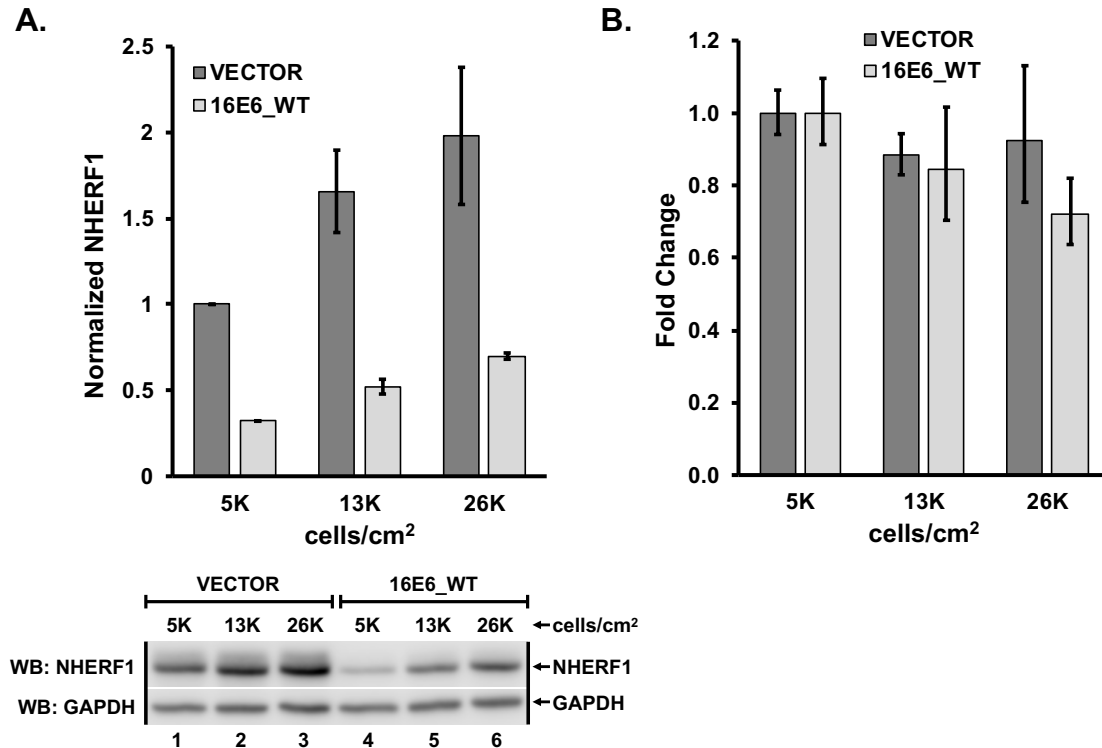 A.
Normalized NHERF1
2.5
2
1.5
1
0.5
0
VECTOR
16E6_WT
5K 13K 26K
cells/cm²
B.
Fold Change
1.2
1.0
0.8
0.6
0.4
0.2
0.0
VECTOR
16E6_WT
5K 13K 26K
cells/cm²
VECTOR 16E6_WT
5K 13K 26K 5K 13K 26K ←cells/cm²
WB: NHERF1 ←NHERF1
WB: GAPDH ←GAPDH
1 2 3 4 5 6